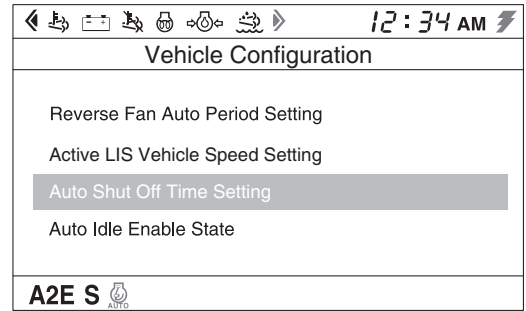 12:34 AM
Vehicle Configuration
Reverse Fan Auto Period Setting
Active LIS Vehicle Speed Setting
Auto Shut Off Time Setting
Auto Idle Enable State
A2E S AUTO